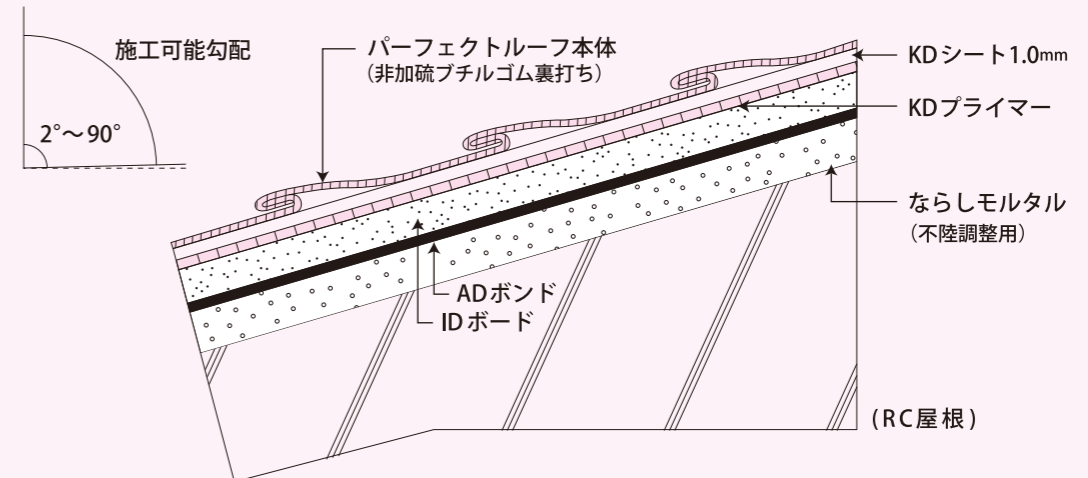 施工可能勾配
2°～90°
パーフェクトルーフ本体
（非加硫ブチルゴム裏打ち）
KDシート1.0mm
KDプライマー
ならしモルタル
（不陸調整用）
ADボンド
IDボード
(RC屋根)